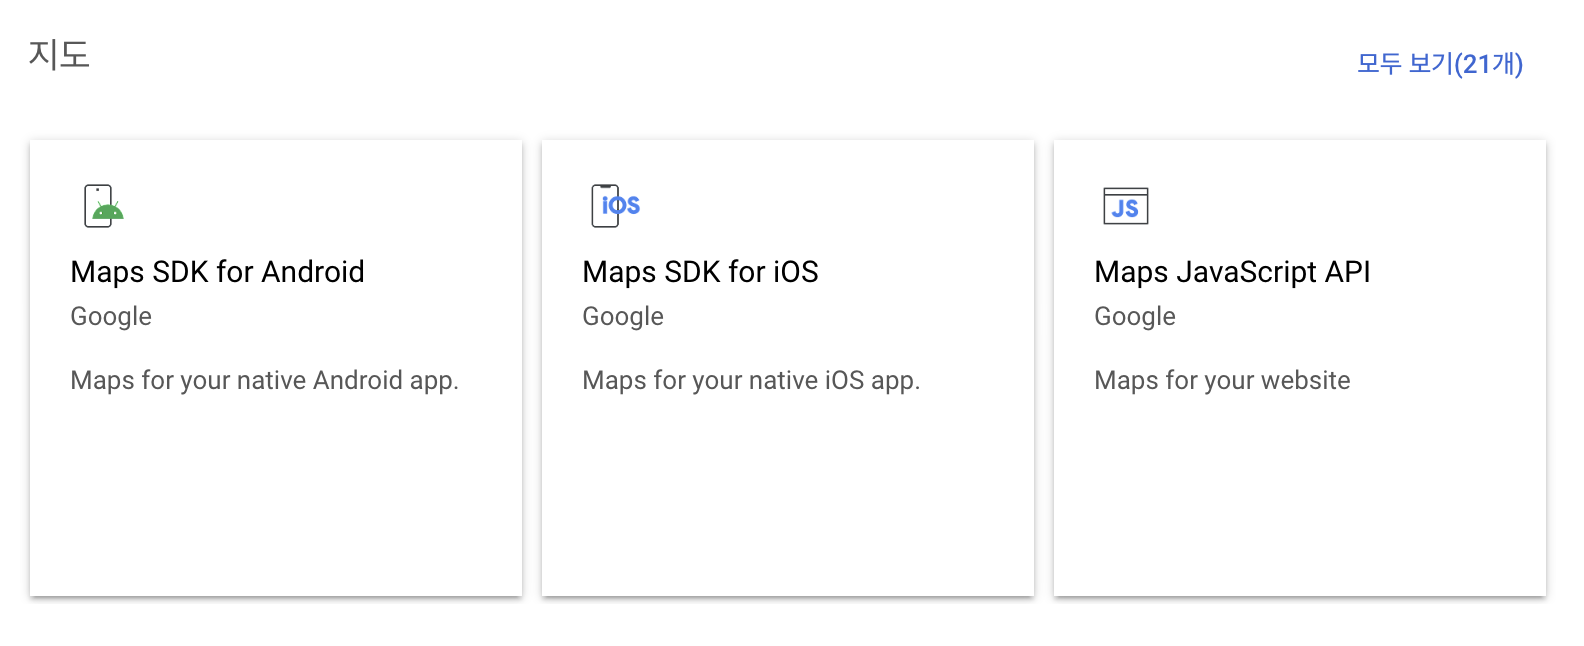 지도
모두 보기(21개)
iOS
JS
Maps SDK for Android
Maps SDK for iOS
Maps JavaScript API
Google
Google
Google
Maps for your native Android app.
Maps for your native iOS app.
Maps for your website